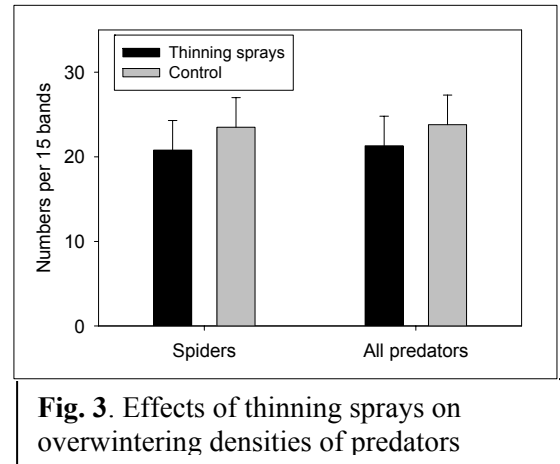 Thinning sprays
Control
Numbers per 15 bands
30
20
10
0
Spiders All predators
Fig. 3. Effects of thinning sprays on
overwintering densities of predators